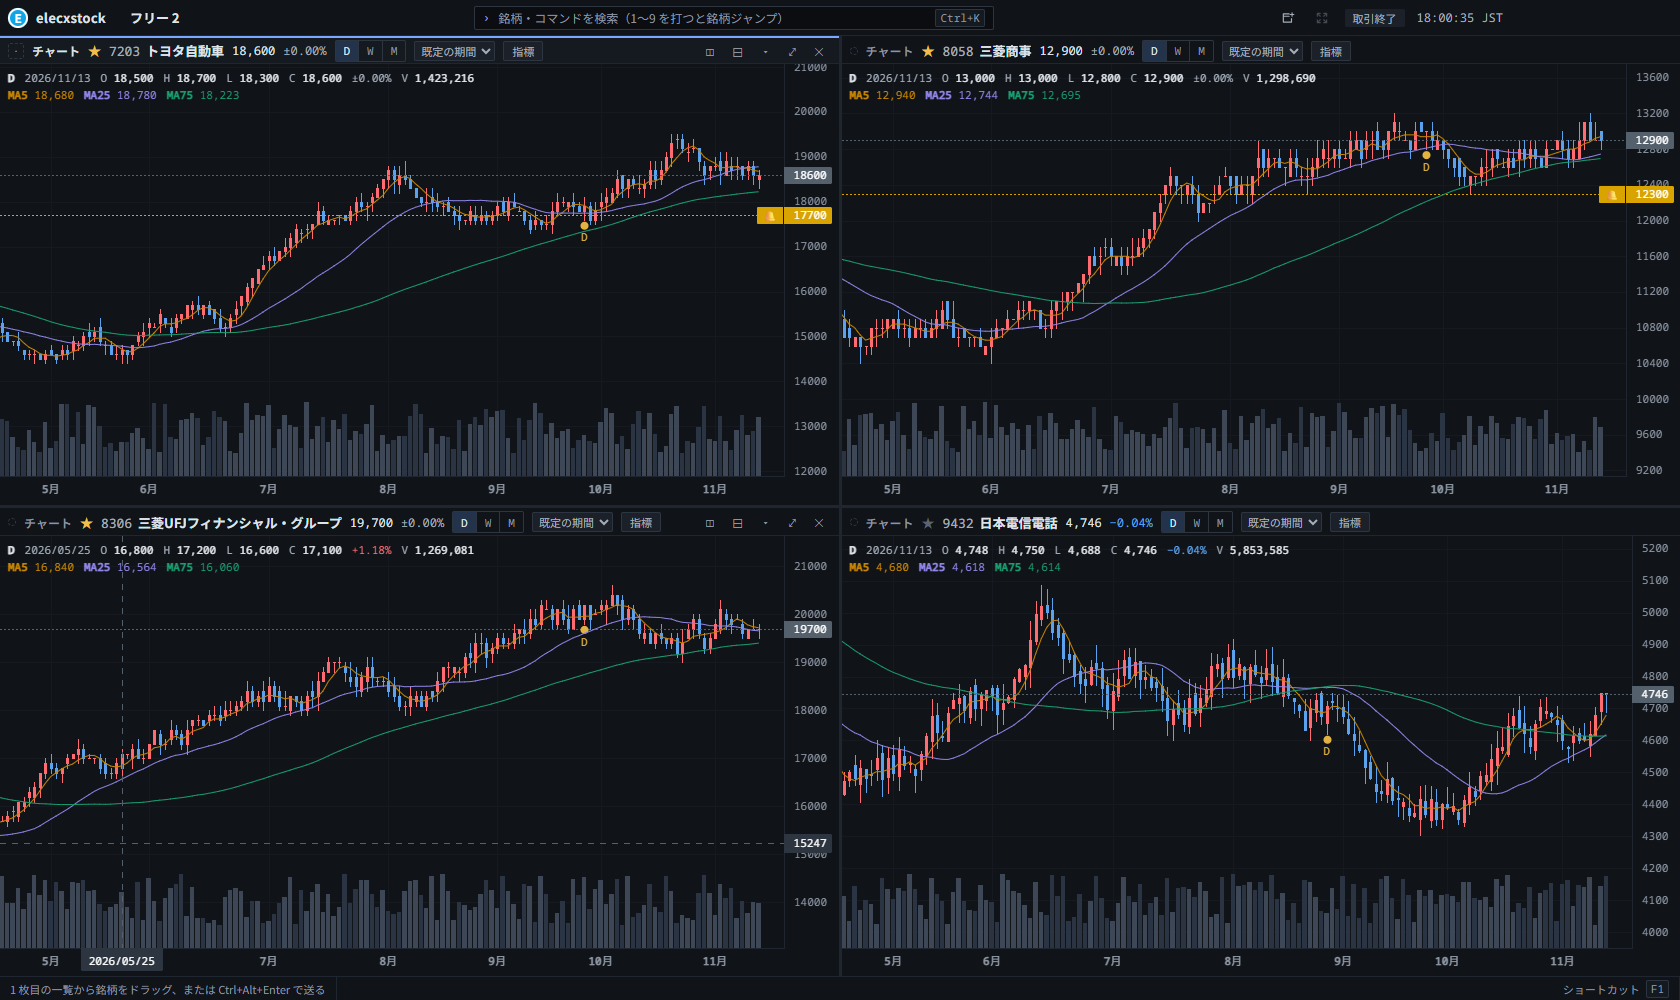 elecxstock フリー 2 › 銘柄・コマンドを検索（1〜9 を打つと銘柄ジャンプ） Ctrl+K 取引終了 18:00:35 JST
チャート ★ 7203 トヨタ自動車 18,600 ±0.00% D W M 既定の期間 指標
D 2026/11/13 O 18,500 H 18,700 L 18,300 C 18,600 ±0.00% V 1,423,216
MA5 18,680 MA25 18,780 MA75 18,223
21000
20000
19000
18600
18000
17700
17000
16000
15000
14000
13000
12000
D
5月 6月 7月 8月 9月 10月 11月
チャート ★ 8058 三菱商事 12,900 ±0.00% D W M 既定の期間 指標
D 2026/11/13 O 13,000 H 13,000 L 12,800 C 12,900 ±0.00% V 1,298,690
MA5 12,940 MA25 12,744 MA75 12,695
13600
13200
12900
12800
12400
12300
12000
11600
11200
10800
10400
10000
9600
9200
D
5月 6月 7月 8月 9月 10月 11月
チャート ★ 8306 三菱UFJフィナンシャル・グループ 19,700 ±0.00% D W M 既定の期間 指標
D 2026/05/25 O 16,800 H 17,200 L 16,600 C 17,100 +1.18% V 1,269,081
MA5 16,840 MA25 16,564 MA75 16,060
21000
20000
19700
19000
18000
17000
16000
15247
15000
14000
D
5月 2026/05/25 7月 8月 9月 10月 11月
チャート ★ 9432 日本電信電話 4,746 −0.04% D W M 既定の期間 指標
D 2026/11/13 O 4,748 H 4,750 L 4,688 C 4,746 −0.04% V 5,853,585
MA5 4,680 MA25 4,618 MA75 4,614
5200
5100
5000
4900
4800
4746
4700
4600
4500
4400
4300
4200
4100
4000
D
5月 6月 7月 8月 9月 10月 11月
1 枚目の一覧から銘柄をドラッグ、または Ctrl+Alt+Enter で送る ショートカット F1